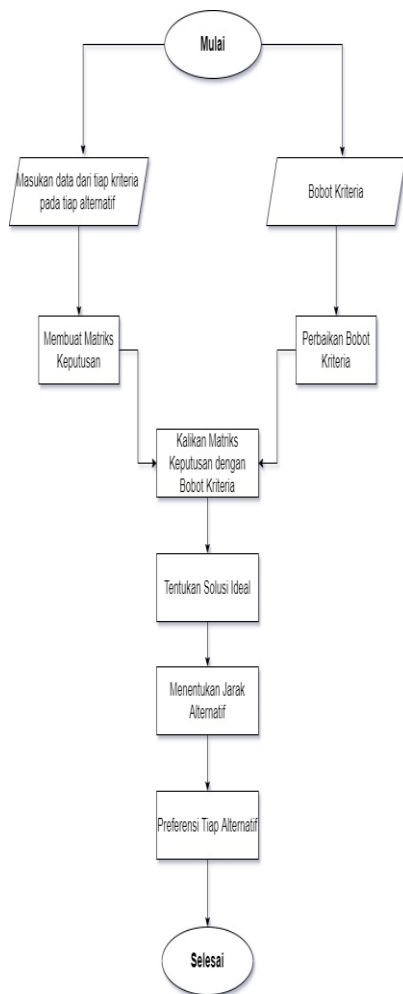 Mulai
Masukan data dari tiap kriteria
pada tiap alternatif
Bobot Kriteria
Membuat Matriks
Keputusan
Perbaikan Bobot
Kriteria
Kalikan Matriks
Keputusan dengan
Bobot Kriteria
Tentukan Solusi Ideal
Menentukan Jarak
Alternatif
Preferensi Tiap Alternatif
Selesai